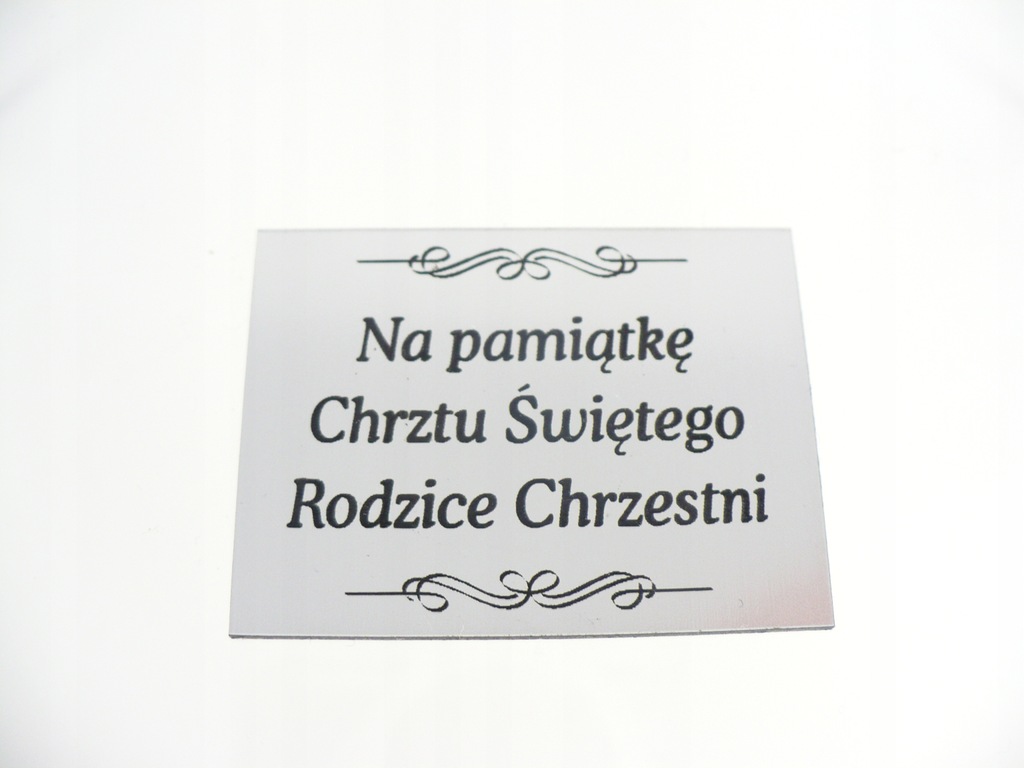 Na pamiątkę
Chrztu Świętego
Rodzice Chrzestni